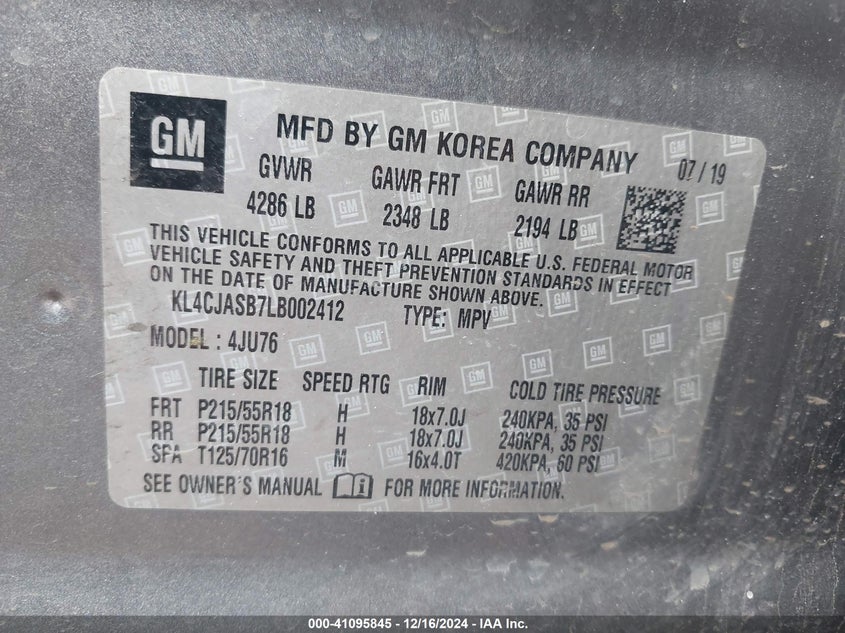 GM
MFD BY GM KOREA COMPANY 07/19
GVWR GAWR FRT GAWR RR
4286 LB 2348 LB 2194 LB
THIS VEHICLE CONFORMS TO ALL APPLICABLE U.S. FEDERAL MOTOR
VEHICLE SAFETY AND THEFT PREVENTION STANDARDS IN EFFECT
ON THE DATE OF MANUFACTURE SHOWN ABOVE.
KL4CJASB7LB002412 TYPE: MPV
MODEL : 4JU76
TIRE SIZE SPEED RTG RIM COLD TIRE PRESSURE
FRT P215/55R18 H 18x7.0J 240KPA, 35 PSI
RR P215/55R18 H 18x7.0J 240KPA, 35 PSI
SPA T125/70R16 M 16x4.0T 420KPA, 60 PSI
SEE OWNER'S MANUAL FOR MORE INFORMATION.
000-41095845 - 12/16/2024 - IAA Inc.